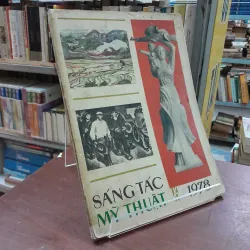 SÁNG TÁC
MỸ THUẬT 1978